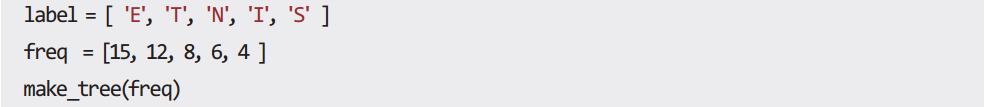 label = [ 'E', 'T', 'N', 'I', 'S' ]
freq = [15, 12, 8, 6, 4 ]
make_tree(freq)